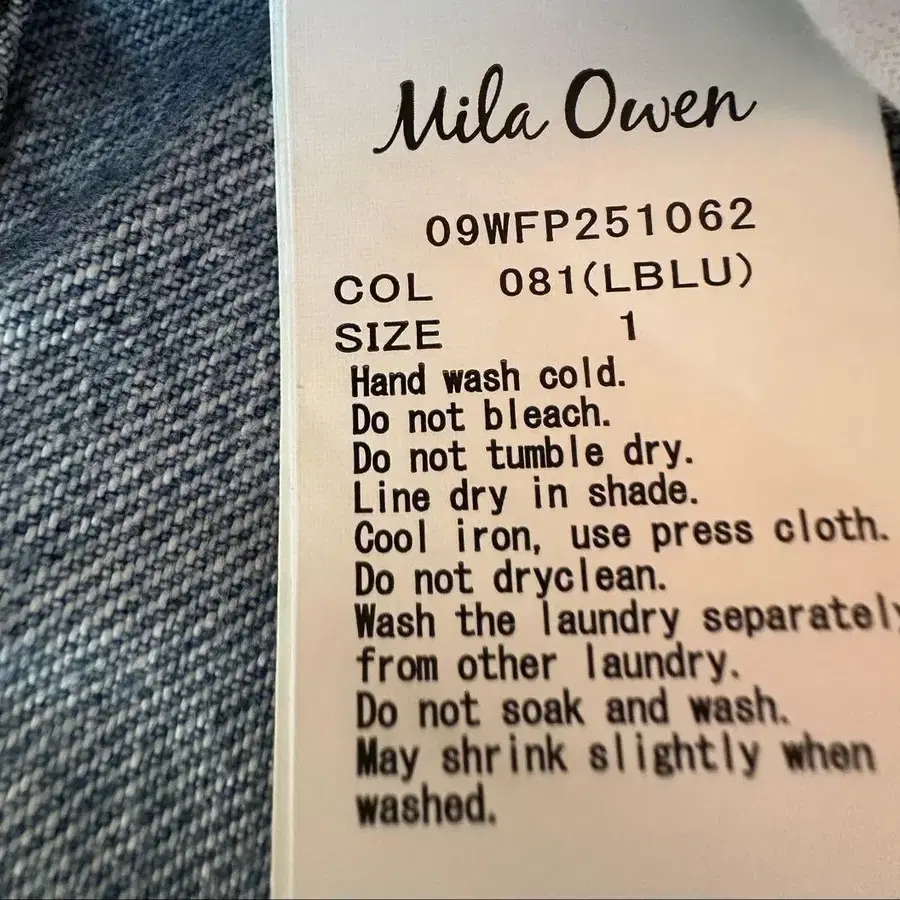 Mila Owen
09WFP251062
COL 081(LBLU)
SIZE 1
Hand wash cold.
Do not bleach.
Do not tumble dry.
Line dry in shade.
Cool iron, use press cloth.
Do not dryclean.
Wash the laundry separately
from other laundry.
Do not soak and wash.
May shrink slightly when
washed.